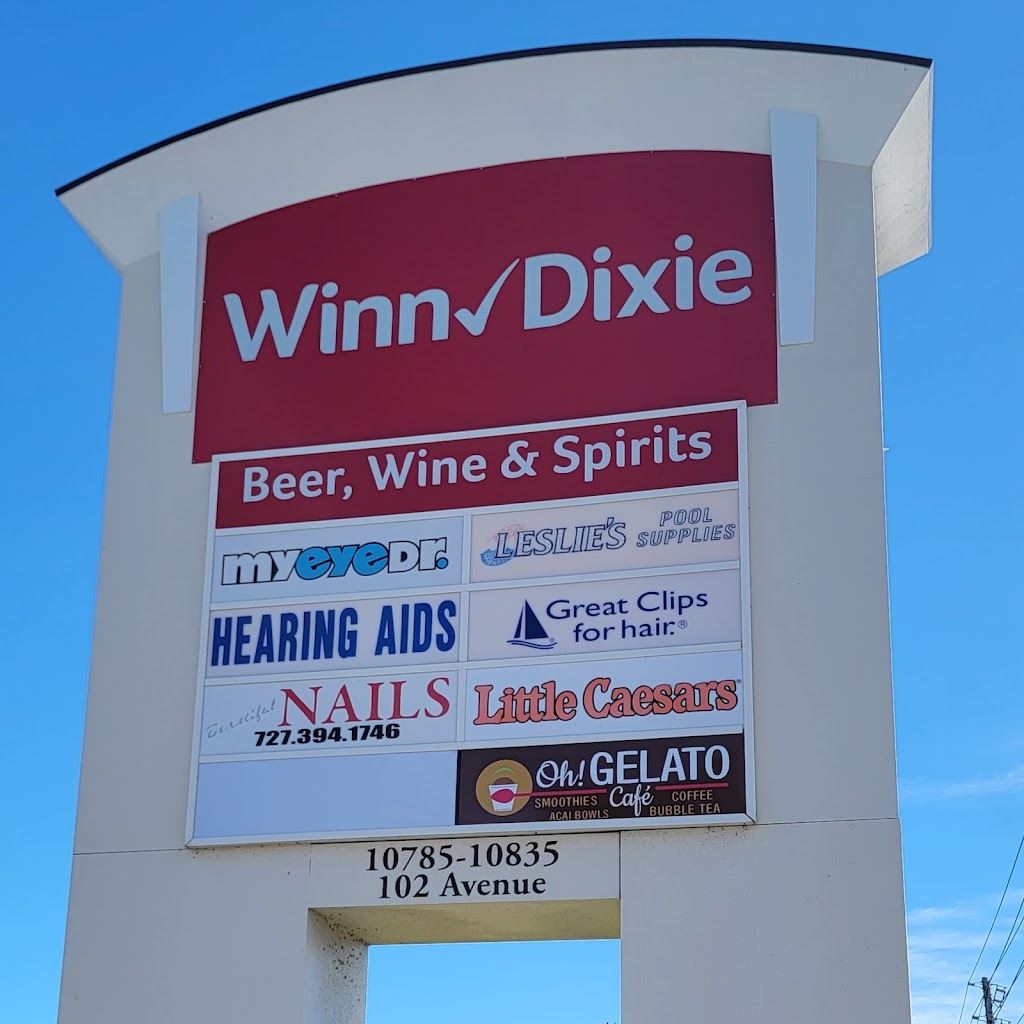 Winn✓Dixie
Beer, Wine & Spirits
myeyeDr.
LESLIE'S POOL SUPPLIES
HEARING AIDS
Great Clips
for hair.®
Beautiful NAILS
727.394.1746
Little Caesars®
Oh! GELATO
Café
SMOOTHIES
ACAI BOWLS
COFFEE
BUBBLE TEA
10785-10835
102 Avenue